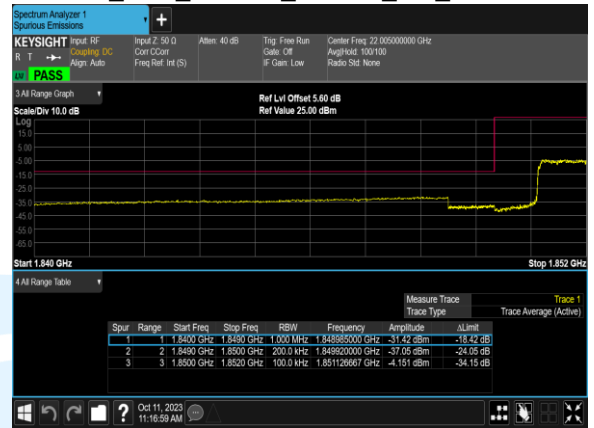 Spectrum Analyzer 1
Spurious Emissions
KEYSIGHT Input: RF
R T Coupling: DC
Align: Auto
LXI PASS
Input Z: 50 Ω
Corr CCorr
Freq Ref: Int (S)
Atten: 40 dB
Trig: Free Run
Gate: Off
IF Gain: Low
Center Freq: 22.005000000 GHz
Avg|Hold: 100/100
Radio Std: None
3 All Range Graph
Scale/Div 10.0 dB
Ref Lvl Offset 5.60 dB
Ref Value 25.00 dBm
Log
15.0
5.00
-5.00
-15.0
-25.0
-35.0
-45.0
-55.0
-65.0
Start 1.840 GHz
Stop 1.852 GHz
4 All Range Table
Measure Trace Trace 1
Trace Type Trace Average (Active)
Spur Range Start Freq Stop Freq RBW Frequency Amplitude ΔLimit
1 1 1.8400 GHz 1.8490 GHz 1.000 MHz 1.848985000 GHz -31.42 dBm -18.42 dB
2 2 1.8490 GHz 1.8500 GHz 200.0 kHz 1.849920000 GHz -37.05 dBm -24.05 dB
3 3 1.8500 GHz 1.8520 GHz 100.0 kHz 1.851126667 GHz -4.151 dBm -34.15 dB
?
Oct 11, 2023
11:16:59 AM